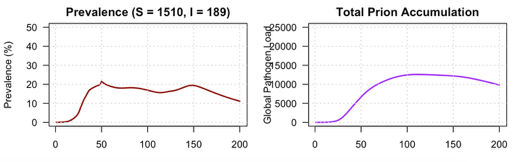 Prevalence (S = 1510, I = 189)
Prevalence (%)
50
40
30
20
10
0
0 50 100 150 200
Total Prion Accumulation
Global Pathogen Load
25000
20000
15000
10000
5000
0
0 50 100 150 200